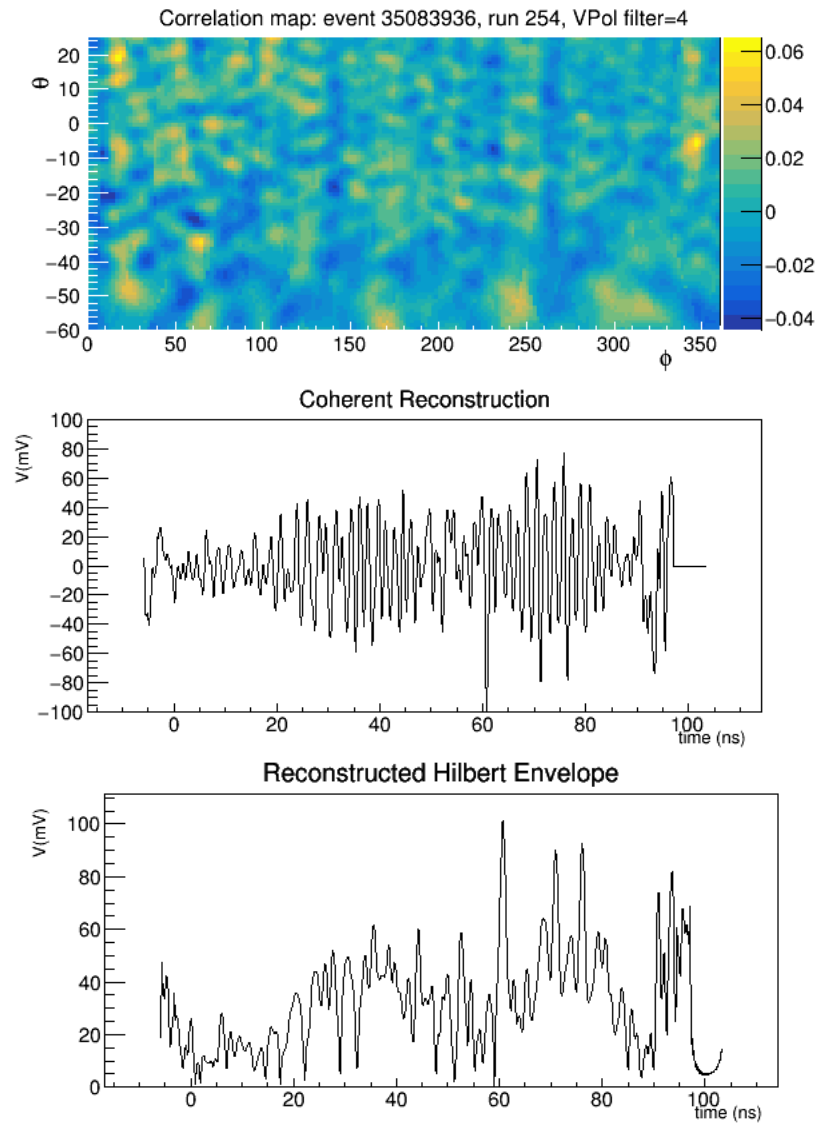 Correlation map: event 35083936, run 254, VPol filter=4
θ
20
10
0
−10
−20
−30
−40
−50
−60
0 50 100 150 200 250 300 350
ϕ
0.06
0.04
0.02
0
−0.02
−0.04
Coherent Reconstruction
V(mV)
100
80
60
40
20
0
−20
−40
−60
−80
−100
0 20 40 60 80 100
time (ns)
Reconstructed Hilbert Envelope
V(mV)
100
80
60
40
20
0
0 20 40 60 80 100
time (ns)